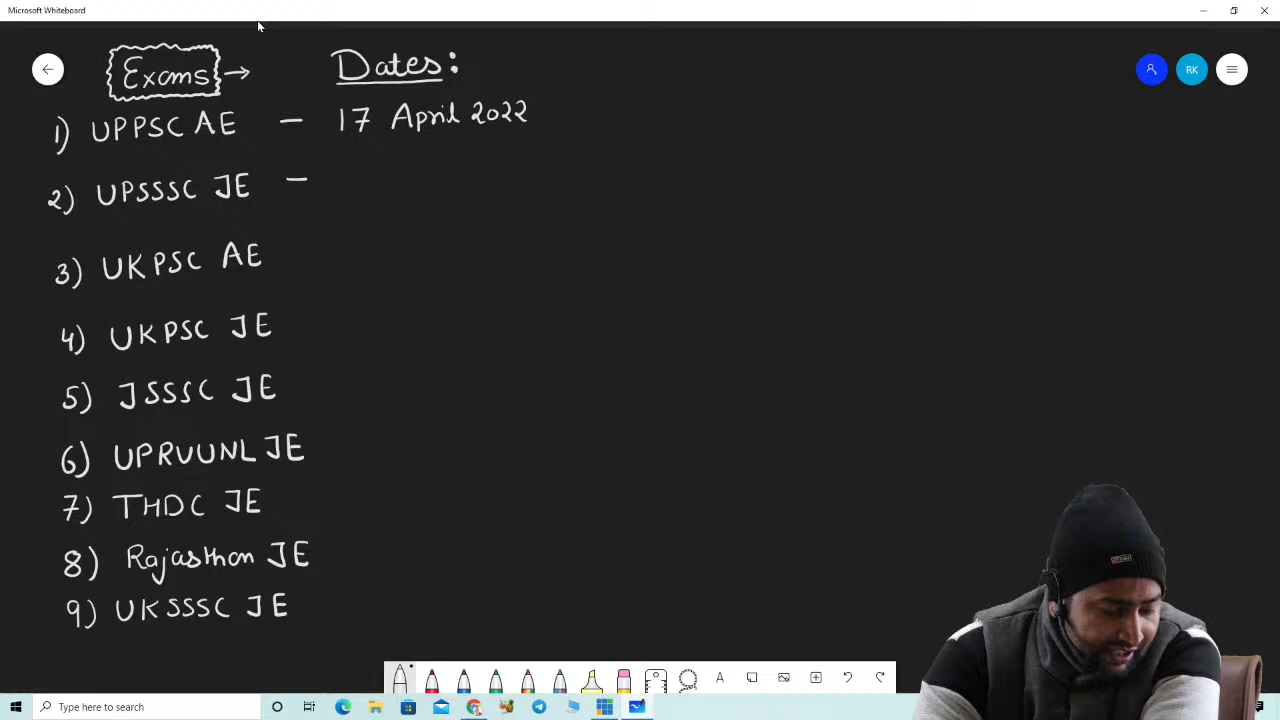 Microsoft Whiteboard
Exams → Dates:
RK
1) UPPSC AE – 17 April 2022
2) UPSSSC JE –
3) UKPSC AE
4) UKPSC JE
5) JSSSC JE
6) UPRVUNL JE
7) THDC JE
8) Rajasthan JE
9) UKSSSC JE
A
Type here to search